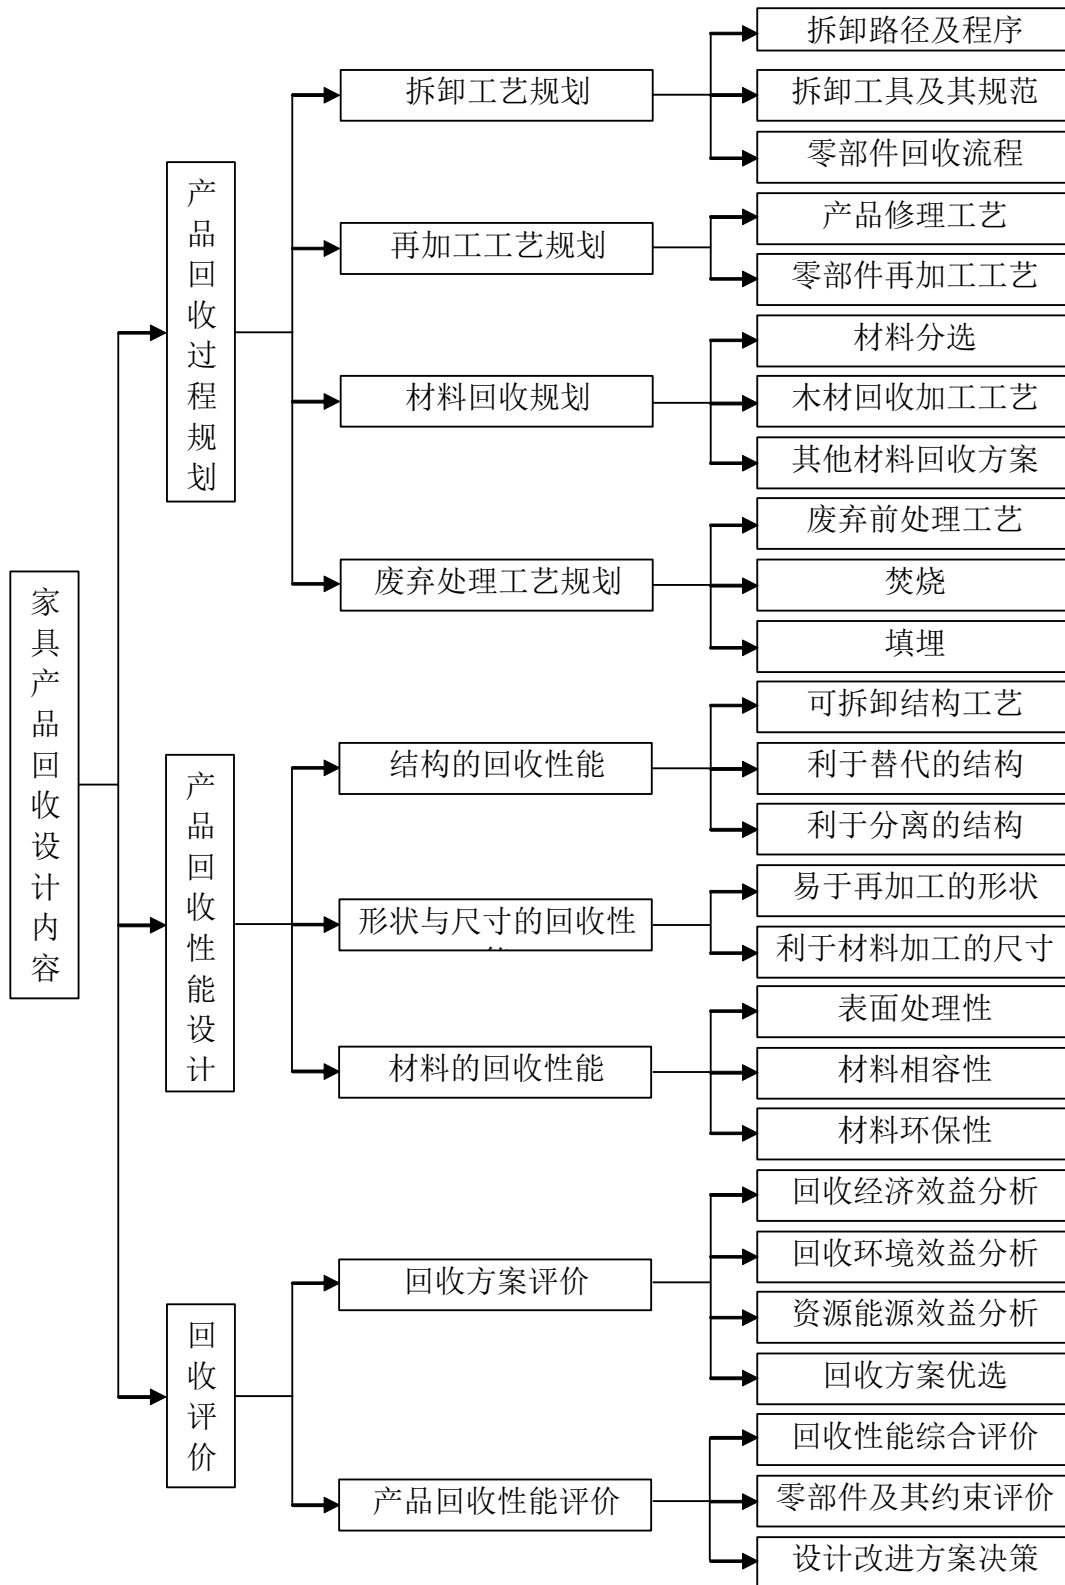 家具产品回收设计内容
产品回收过程规划
拆卸工艺规划
拆卸路径及程序
拆卸工具及其规范
零部件回收流程
再加工工艺规划
产品修理工艺
零部件再加工工艺
材料回收规划
材料分选
木材回收加工工艺
其他材料回收方案
废弃处理工艺规划
废弃前处理工艺
焚烧
填埋
产品回收性能设计
结构的回收性能
可拆卸结构工艺
利于替代的结构
利于分离的结构
形状与尺寸的回收性
易于再加工的形状
利于材料加工的尺寸
材料的回收性能
表面处理性
材料相容性
材料环保性
回收评价
回收方案评价
回收经济效益分析
回收环境效益分析
资源能源效益分析
回收方案优选
产品回收性能评价
回收性能综合评价
零部件及其约束评价
设计改进方案决策